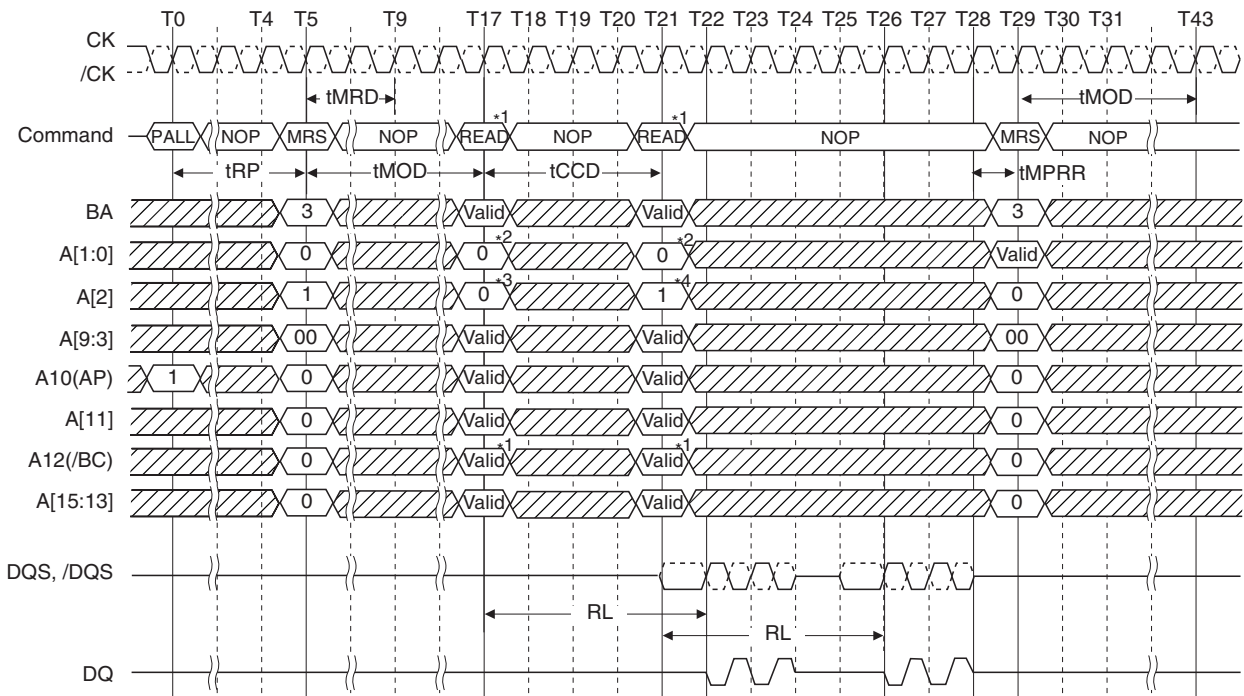 T0 T4 T5 T9 T17 T18 T19 T20 T21 T22 T23 T24 T25 T26 T27 T28 T29 T30 T31 T43
CK
/CK
tMRD tMOD
Command PALL NOP MRS NOP READ*1 NOP READ*1 NOP MRS NOP
tRP tMOD tCCD tMPRR
BA 3 Valid Valid 3
A[1:0] 0 0*2 0*2 Valid
A[2] 1 0*3 1*4 0
A[9:3] 00 Valid Valid 00
A10(AP) 1 0 Valid Valid 0
A[11] 0 Valid Valid 0
A12(/BC) 0 Valid*1 Valid*1 0
A[15:13] 0 Valid Valid 0
DQS, /DQS
RL
RL
DQ